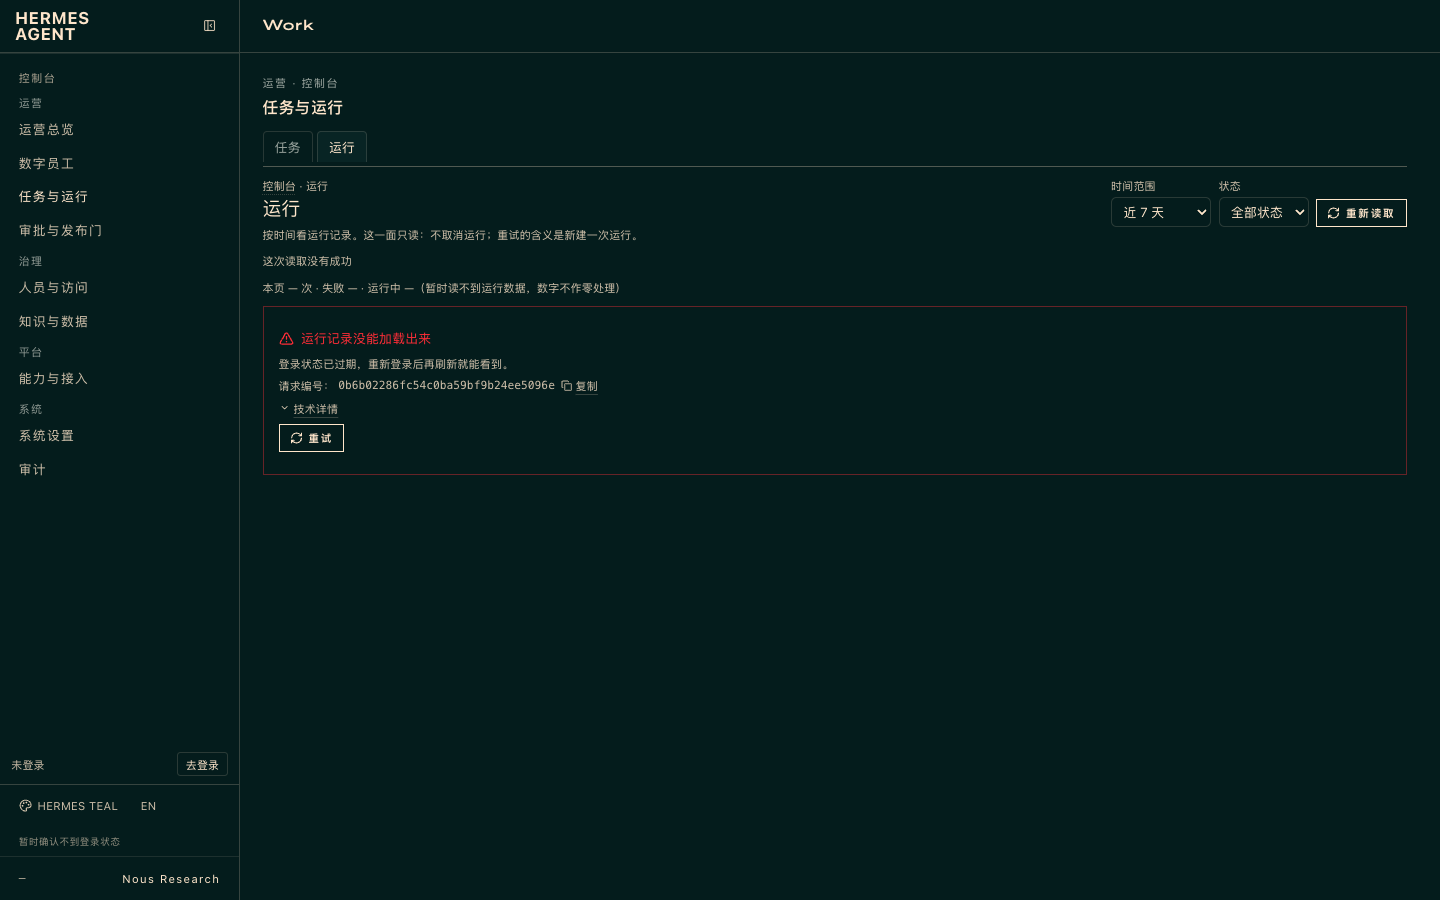 HERMES
AGENT
Work
控制台
运营
运营总览
数字员工
任务与运行
审批与发布门
治理
人员与访问
知识与数据
平台
能力与接入
系统
系统设置
审计
未登录
去登录
HERMES TEAL
EN
暂时确认不到登录状态
—
Nous Research
运营 · 控制台
任务与运行
任务
运行
控制台 · 运行
运行
按时间看运行记录。这一面只读：不取消运行；重试的含义是新建一次运行。
时间范围
近 7 天
状态
全部状态
重新读取
这次读取没有成功
本页 — 次 · 失败 — · 运行中 —（暂时读不到运行数据，数字不作零处理）
运行记录没能加载出来
登录状态已过期，重新登录后再刷新就能看到。
请求编号： 0b6b02286fc54c0ba59bf9b24ee5096e 复制
技术详情
重试